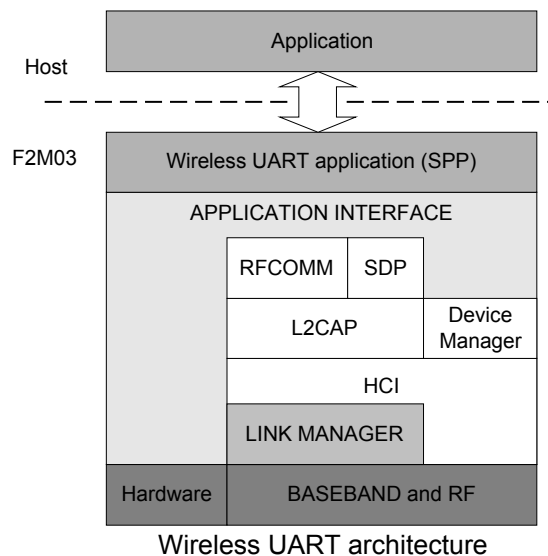 Application
Host
F2M03
Wireless UART application (SPP)
APPLICATION INTERFACE
RFCOMM
SDP
L2CAP
Device
Manager
HCI
LINK MANAGER
Hardware
BASEBAND and RF
Wireless UART architecture